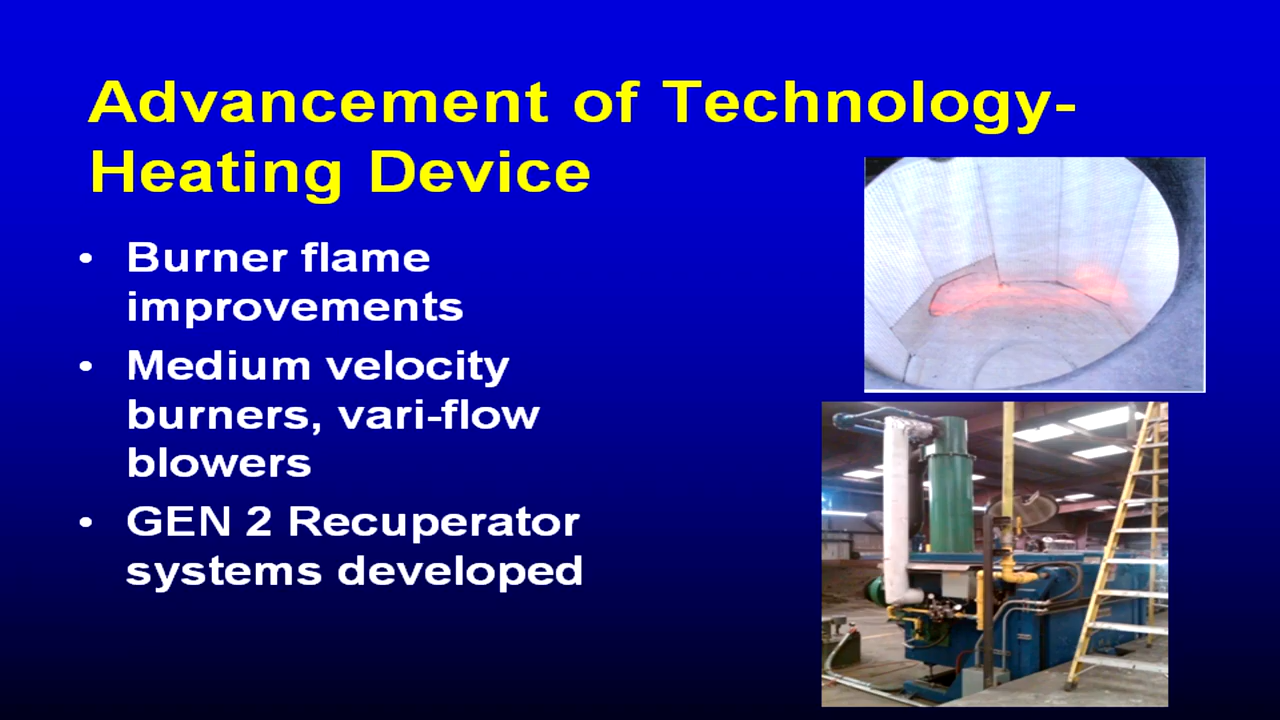 Advancement of Technology-
Heating Device
• Burner flame
improvements
• Medium velocity
burners, vari-flow
blowers
• GEN 2 Recuperator
systems developed